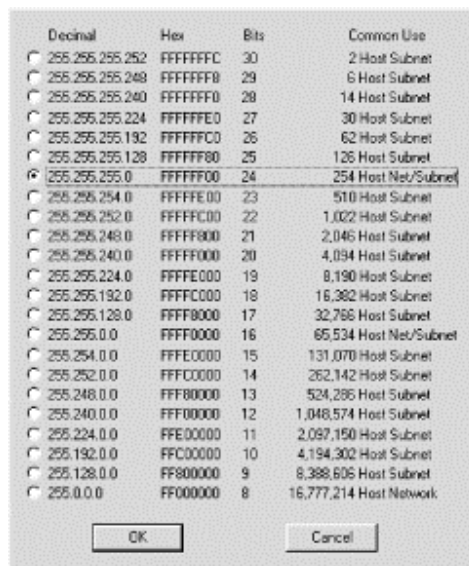 Decimal Hex Bits Common Use
255.255.255.252 FFFFFFFC 30 2 Host Subnet
255.255.255.248 FFFFFFF8 29 6 Host Subnet
255.255.255.240 FFFFFFF0 28 14 Host Subnet
255.255.255.224 FFFFFFE0 27 30 Host Subnet
255.255.255.192 FFFFFFC0 26 62 Host Subnet
255.255.255.128 FFFFFF80 25 126 Host Subnet
255.255.255.0 FFFFFF00 24 254 Host Net/Subnet
255.255.254.0 FFFFFE00 23 510 Host Subnet
255.255.252.0 FFFFFC00 22 1,022 Host Subnet
255.255.248.0 FFFFF800 21 2,046 Host Subnet
255.255.240.0 FFFFF000 20 4,094 Host Subnet
255.255.224.0 FFFFE000 19 8,190 Host Subnet
255.255.192.0 FFFFC000 18 16,382 Host Subnet
255.255.128.0 FFFF8000 17 32,766 Host Subnet
255.255.0.0 FFFF0000 16 65,534 Host Net/Subnet
255.254.0.0 FFFE0000 15 131,070 Host Subnet
255.252.0.0 FFFC0000 14 262,142 Host Subnet
255.248.0.0 FFF80000 13 524,286 Host Subnet
255.240.0.0 FFF00000 12 1,048,574 Host Subnet
255.224.0.0 FFE00000 11 2,097,150 Host Subnet
255.192.0.0 FFC00000 10 4,194,302 Host Subnet
255.128.0.0 FF800000 9 8,388,606 Host Subnet
255.0.0.0 FF000000 8 16,777,214 Host Network
OK Cancel